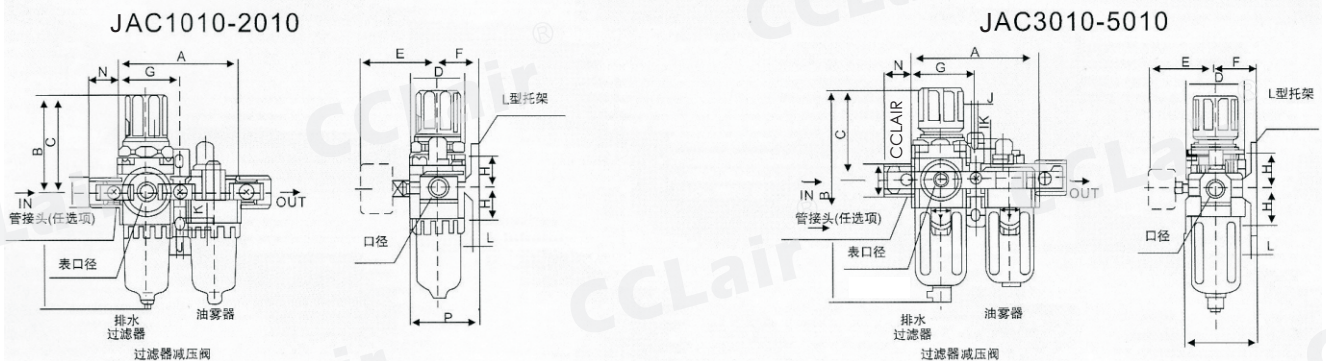 JAC1010-2010
A
N
G
B
C
IN
OUT
管接头(任选项)
K
J
表口径
排水
过滤器
油雾器
过滤器减压阀
E
F
D
L型托架
H
H
口径
L
P
JAC3010-5010
A
N
G
J
C
CCLAIR
IK
B
IN
OUT
管接头(任选项)
表口径
排水
过滤器
油雾器
过滤器减压阀
E
F
D
L型托架
H
H
口径
L
CCLair
CCLair
®